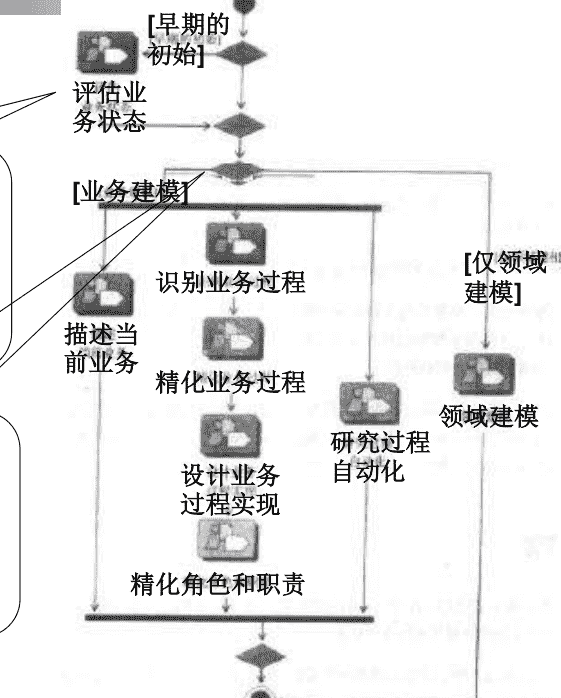 [早期的
初始]
评估业
务状态
[业务建模]
识别业务过程
[仅领域
建模]
描述当
前业务
精化业务过程
领域建模
研究过程
自动化
设计业务
过程实现
精化角色和职责